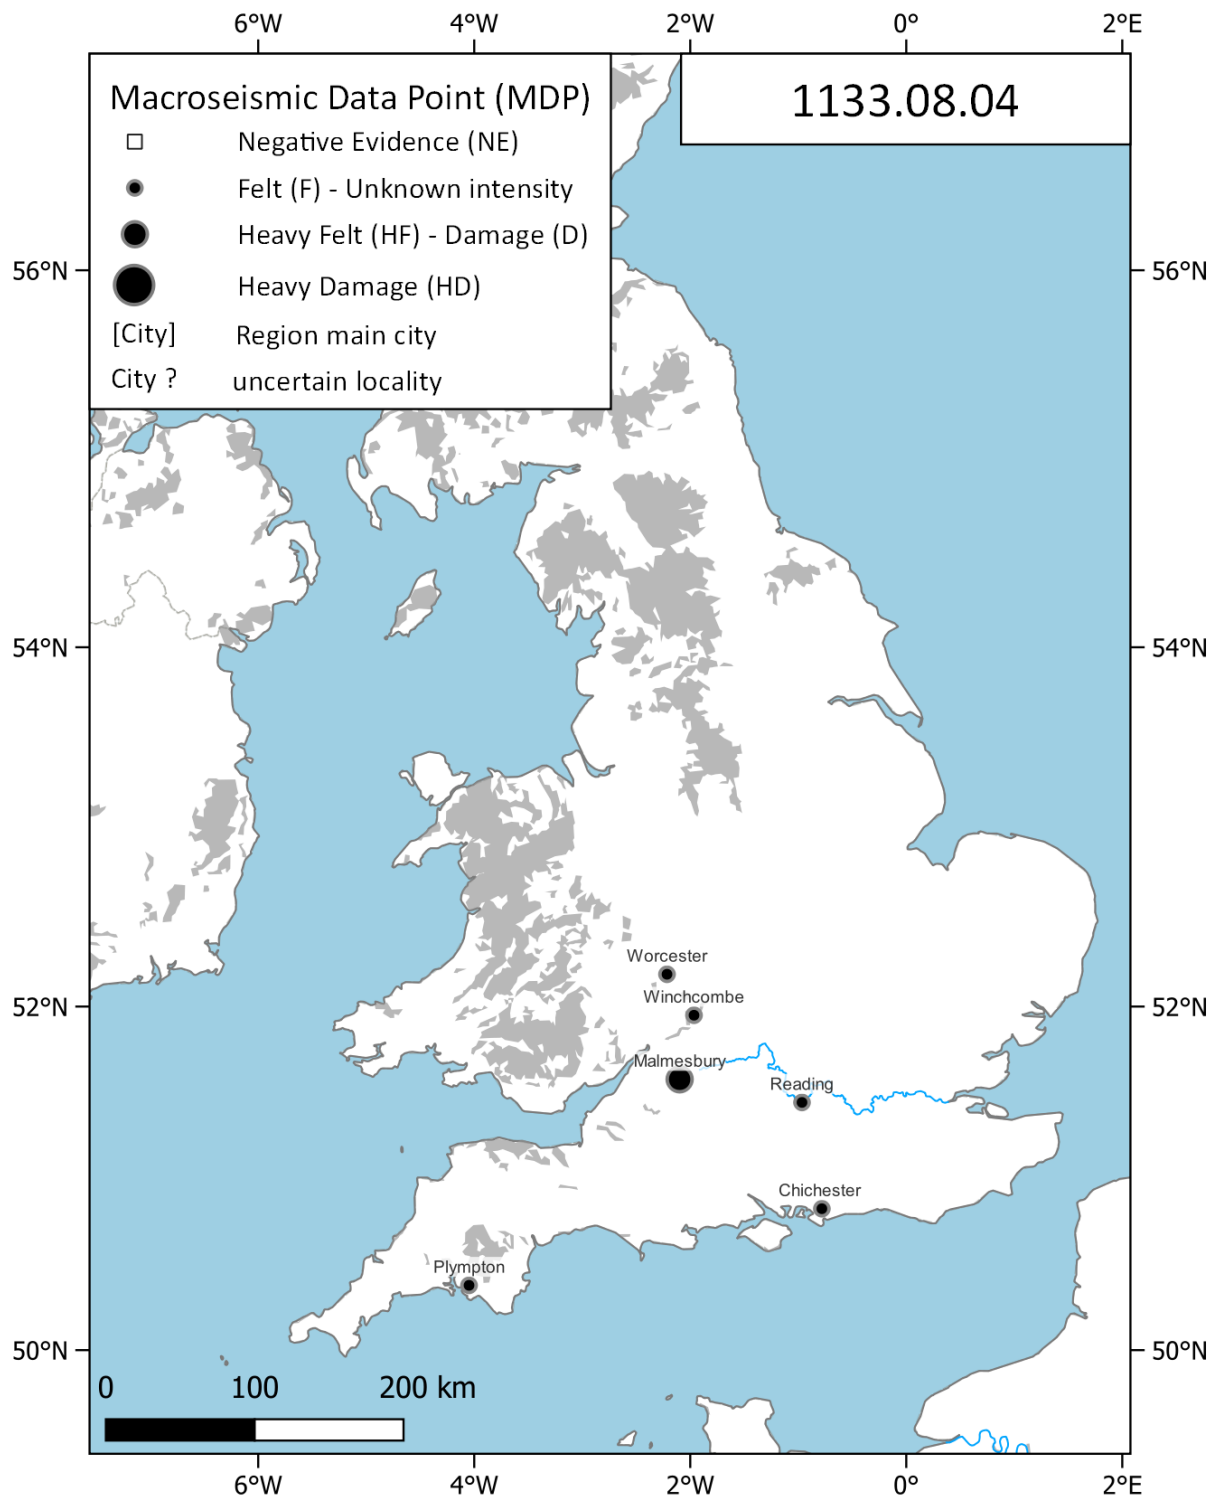 6°W 4°W 2°W 0° 2°E
Macroseismic Data Point (MDP)
1133.08.04
Negative Evidence (NE)
Felt (F) - Unknown intensity
Heavy Felt (HF) - Damage (D)
Heavy Damage (HD)
[City] Region main city
City ? uncertain locality
56°N 56°N
54°N 54°N
Worcester
Winchcombe
52°N 52°N
Malmesbury
Reading
Chichester
Plympton
50°N 50°N
0 100 200 km
6°W 4°W 2°W 0° 2°E